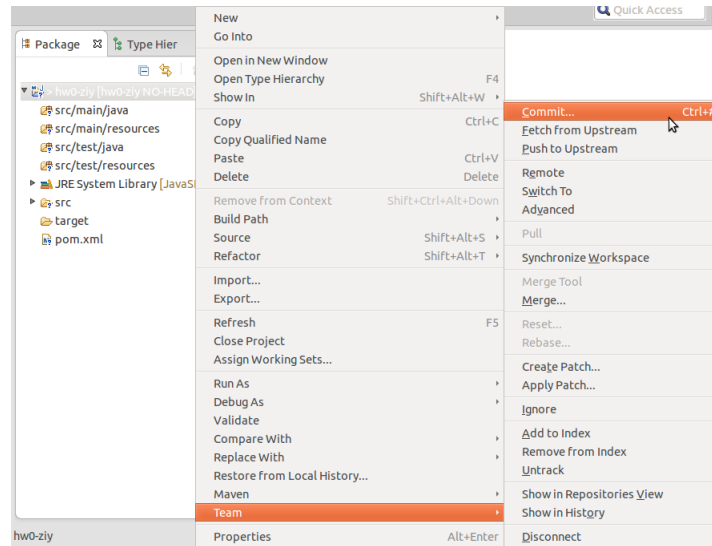 Quick Access
Package
Type Hier
> hw0-ziy [hw0-ziy NO-HEAD]
src/main/java
src/main/resources
src/test/java
src/test/resources
JRE System Library [JavaS
src
target
pom.xml
hw0-ziy
New
Go Into
Open in New Window
Open Type Hierarchy F4
Show In Shift+Alt+W
Copy Ctrl+C
Copy Qualified Name
Paste Ctrl+V
Delete Delete
Remove from Context Shift+Ctrl+Alt+Down
Build Path
Source Shift+Alt+S
Refactor Shift+Alt+T
Import...
Export...
Refresh F5
Close Project
Assign Working Sets...
Run As
Debug As
Validate
Compare With
Replace With
Restore from Local History...
Maven
Team
Properties Alt+Enter
Commit... Ctrl+#
Fetch from Upstream
Push to Upstream
Remote
Switch To
Advanced
Pull
Synchronize Workspace
Merge Tool
Merge...
Reset...
Rebase...
Create Patch...
Apply Patch...
Ignore
Add to Index
Remove from Index
Untrack
Show in Repositories View
Show in History
Disconnect